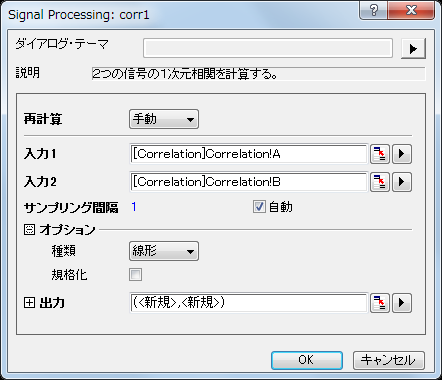 Signal Processing: corr1
ダイアログ・テーマ
説明 2つの信号の1次元相関を計算する。
再計算 手動
入力1 [Correlation]Correlation!A
入力2 [Correlation]Correlation!B
サンプリング間隔 1 自動
オプション
種類 線形
規格化
出力 (<新規>,<新規>)
OK キャンセル